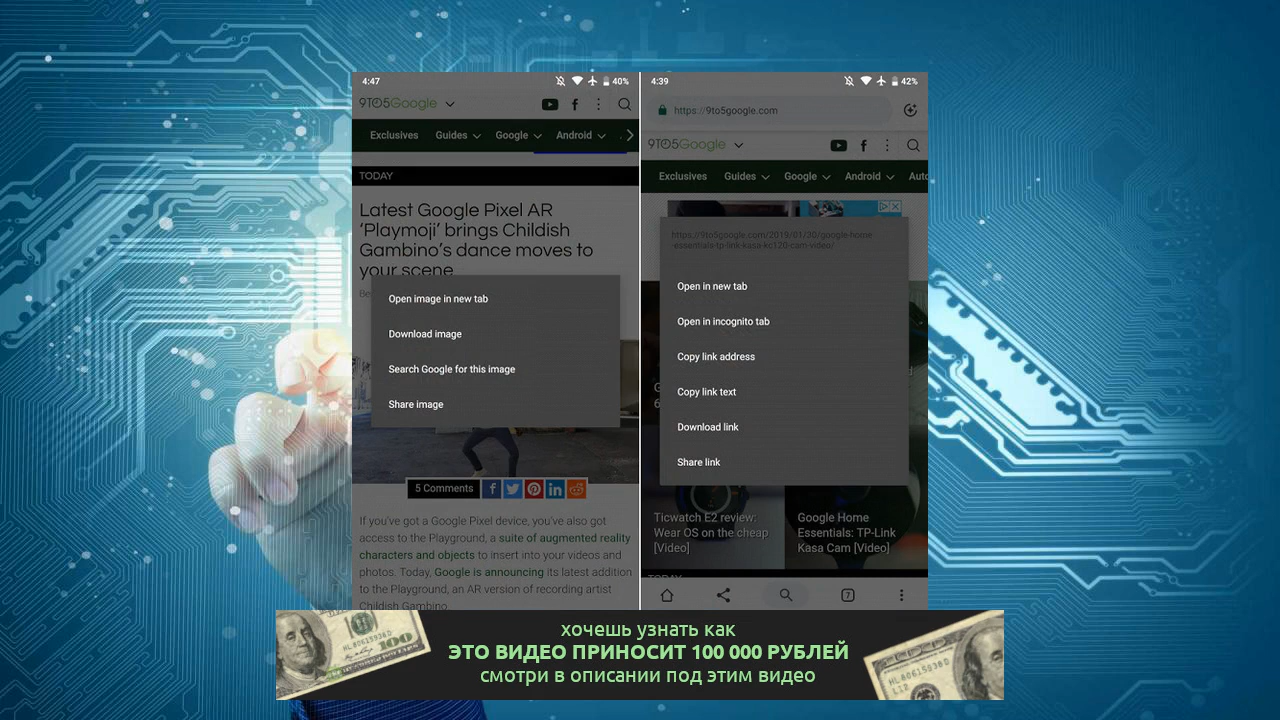 4:47
40%
9TO5Google
Exclusives Guides Google Android
TODAY
Latest Google Pixel AR
‘Playmoji’ brings Childish
Gambino’s dance moves to
your scene
Be
Open image in new tab
Download image
Search Google for this image
Share image
5 Comments
If you’ve got a Google Pixel device, you’ve also got
access to the Playground, a suite of augmented reality
characters and objects to insert into your videos and
photos. Today, Google is announcing its latest addition
to the Playground, an AR version of recording artist
Childish Gambino.
4:39
42%
https://9to5google.com
9TO5Google
Exclusives Guides Google Android Auto
https://9to5google.com/2019/01/30/google-home
-essentials-tp-link-kasa-kc120-cam-video/
Open in new tab
Open in incognito tab
Copy link address
Copy link text
Download link
Share link
Ticwatch E2 review:
Wear OS on the cheap
[Video]
Google Home
Essentials: TP-Link
Kasa Cam [Video]
TODAY
7
хочешь узнать как
ЭТО ВИДЕО ПРИНОСИТ 100 000 РУБЛЕЙ
смотри в описании под этим видео